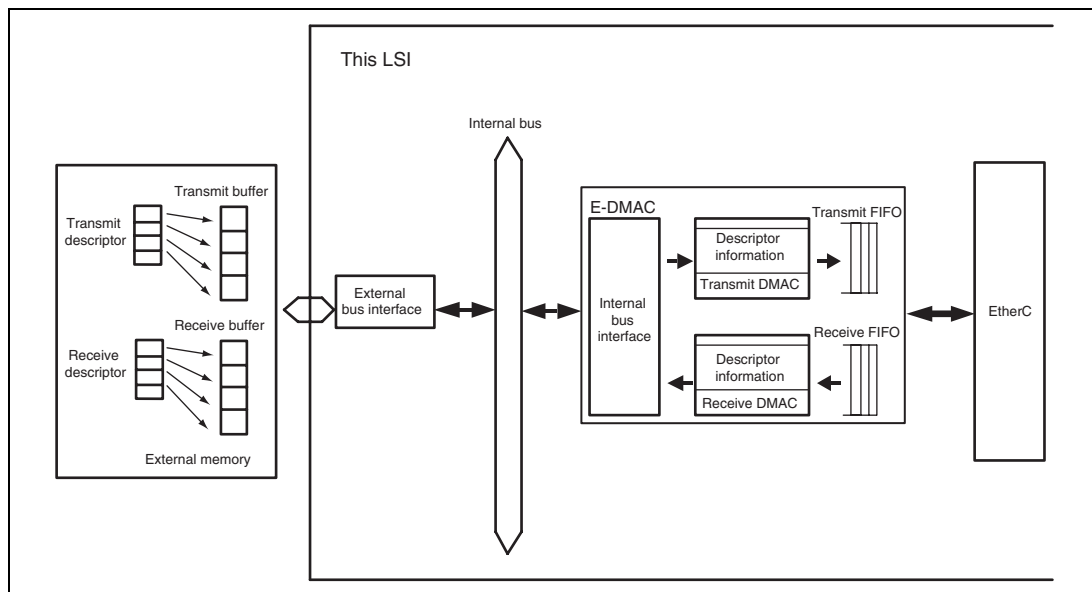 This LSI
Internal bus
Transmit buffer
Transmit
descriptor
Receive buffer
Receive
descriptor
External memory
External
bus interface
E-DMAC
Internal
bus
interface
Descriptor
information
Transmit DMAC
Transmit FIFO
Descriptor
information
Receive DMAC
Receive FIFO
EtherC